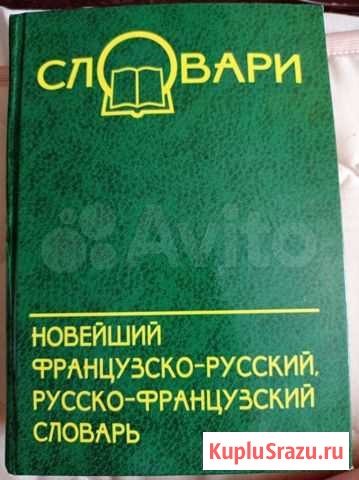 СЛОВАРИ
Avito
НОВЕЙШИЙ
ФРАНЦУЗСКО-РУССКИЙ,
РУССКО-ФРАНЦУЗСКИЙ
СЛОВАРЬ
KupluSrazu.ru